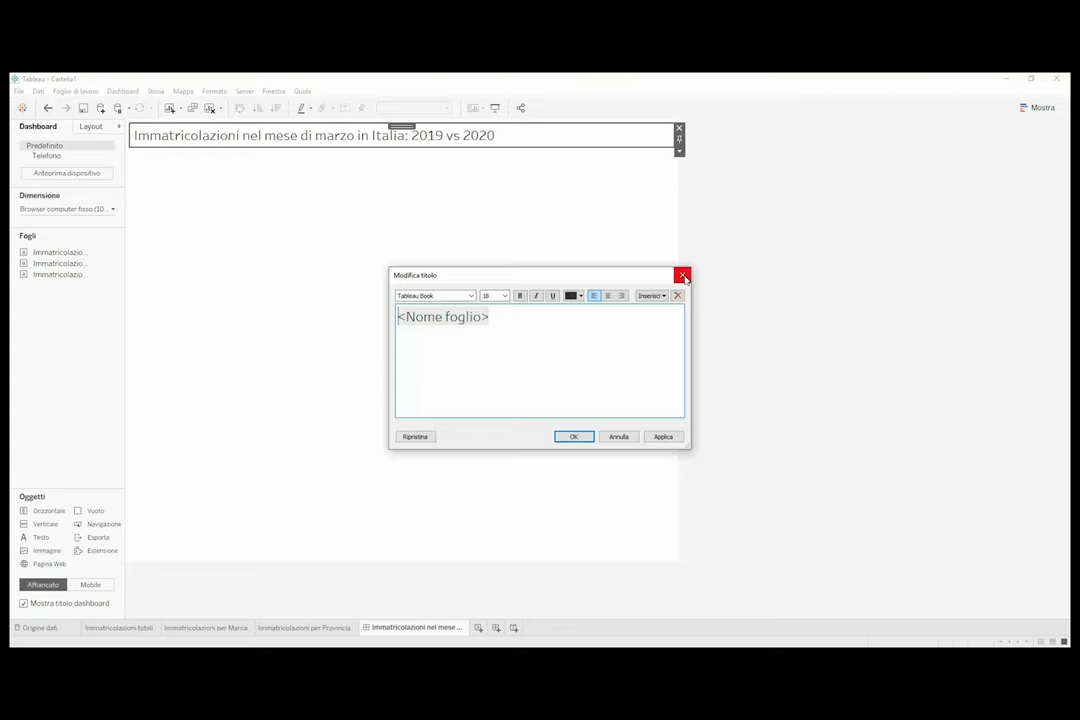 Tableau - Cartella1
File Dati Foglio di lavoro Dashboard Storia Mappa Formato Server Finestra Guida
Mostra
Dashboard Layout
Immatricolazioni nel mese di marzo in Italia: 2019 vs 2020
Predefinito
Telefono
Anteprima dispositivo
Dimensione
Browser computer fisso (10...
Fogli
Immatricolazio...
Immatricolazio...
Immatricolazio...
Modifica titolo
Tableau Book 18 B I U Inserisci
<Nome foglio>
Ripristina OK Annulla Applica
Oggetti
Orizzontale Vuoto
Verticale Navigazione
A Testo Esporta
Immagine Estensione
Pagina Web
Affiancato Mobile
Mostra titolo dashboard
Origine dati Immatricolazioni totali Immatricolazioni per Marca Immatricolazioni per Provincia Immatricolazioni nel mese ...